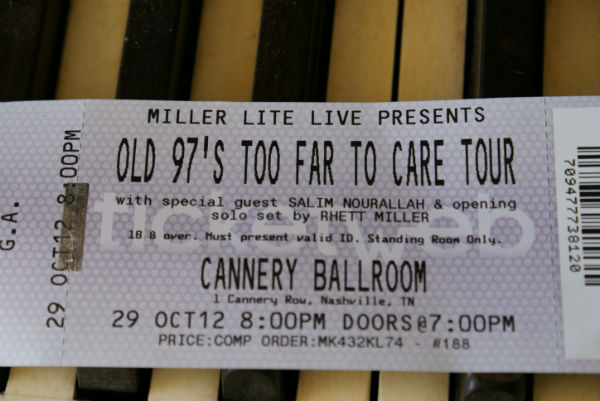 G.A.
29 OCT12 8:00PM
MILLER LITE LIVE PRESENTS
OLD 97'S TOO FAR TO CARE TOUR
with special guest SALIM NOURALLAH & opening
solo set by RHETT MILLER
18 & over. Must present valid ID. Standing Room Only.
ticketweb
CANNERY BALLROOM
1 Cannery Row, Nashville, TN
29 OCT12 8:00PM DOORS@7:00PM
PRICE:COMP ORDER:MK432KL74 - #188
7094777738120